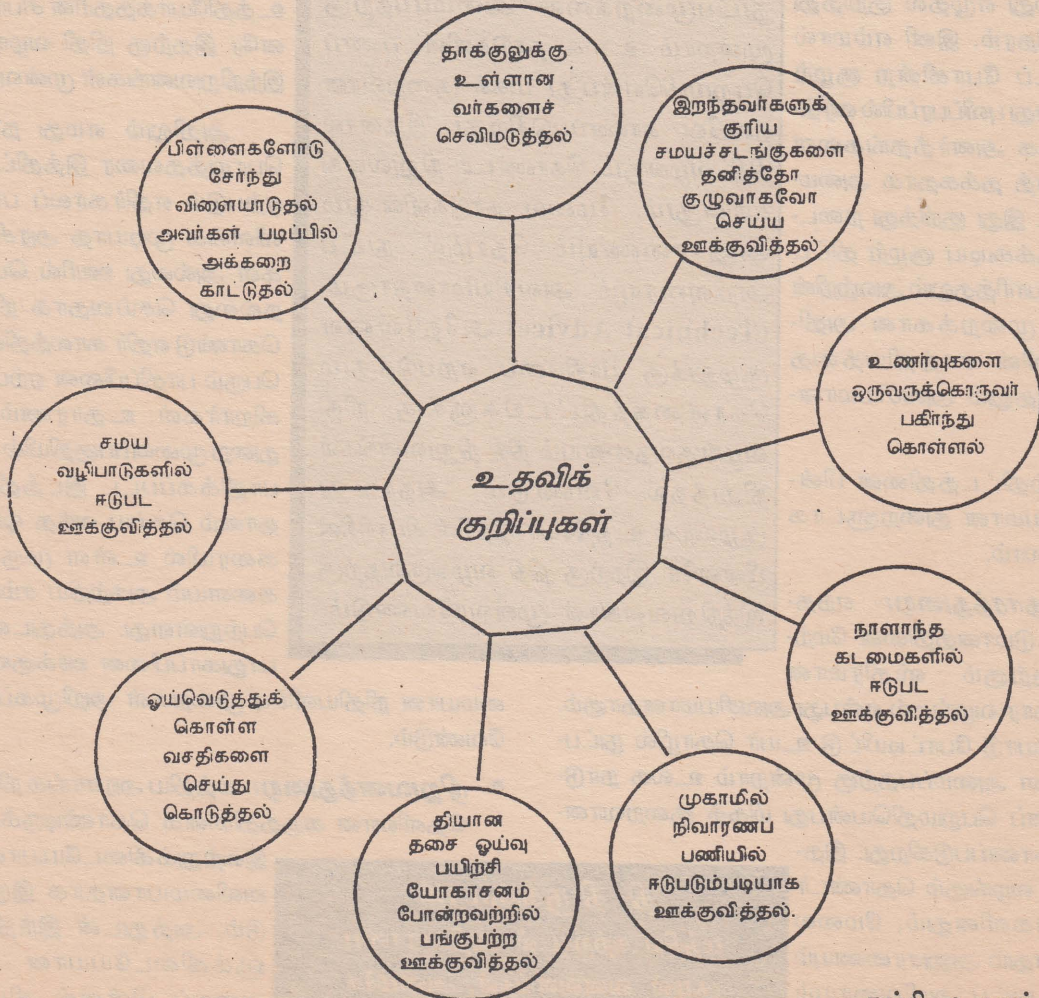 தாக்குலுக்கு
உள்ளான
வர்களைச்
செவிமடுத்தல்
இறந்தவர்களுக்
குரிய
சமயச்சடங்குகளை
தனித்தோ
குழுவாகவோ
செய்ய
ஊக்குவித்தல்
உணர்வுகளை
ஒருவருக்கொருவர்
பகிர்ந்து
கொள்ளல்
நாளாந்த
கடமைகளில்
ஈடுபட
ஊக்குவித்தல்
முகாமில்
நிவாரணப்
பணியில்
ஈடுபடும்படியாக
ஊக்குவித்தல்.
தியான
தசை ஓய்வு
பயிற்சி
யோகாசனம்
போன்றவற்றில்
பங்குபற்ற
ஊக்குவித்தல்
ஓய்வெடுத்துக்
கொள்ள
வசதிகளை
செய்து
கொடுத்தல்
சமய
வழிபாடுகளில்
ஈடுபட
ஊக்குவித்தல்
பிள்ளைகளோடு
சேர்ந்து
விளையாடுதல்
அவர்கள் படிப்பில்
அக்கறை
காட்டுதல்
உதவிக்
குறிப்புகள்